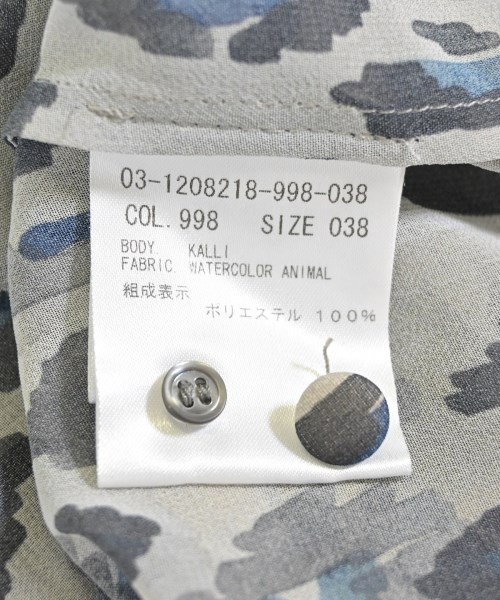 03-1208218-998-038
COL. 998 SIZE 038
BODY. KALLI
FABRIC. WATERCOLOR ANIMAL
組成表示
ポリエステル 100%